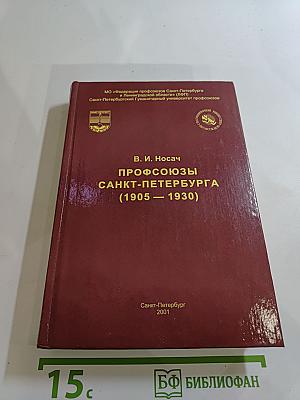 МО «Федерация профсоюзов Санкт-Петербурга
и Ленинградской области» (ЛФП)
Санкт-Петербургский Гуманитарный университет профсоюзов
В. И. Носач
ПРОФСОЮЗЫ
САНКТ-ПЕТЕРБУРГА
(1905 — 1930)
Санкт-Петербург
2001
15с
БФ БИБЛИОФАН